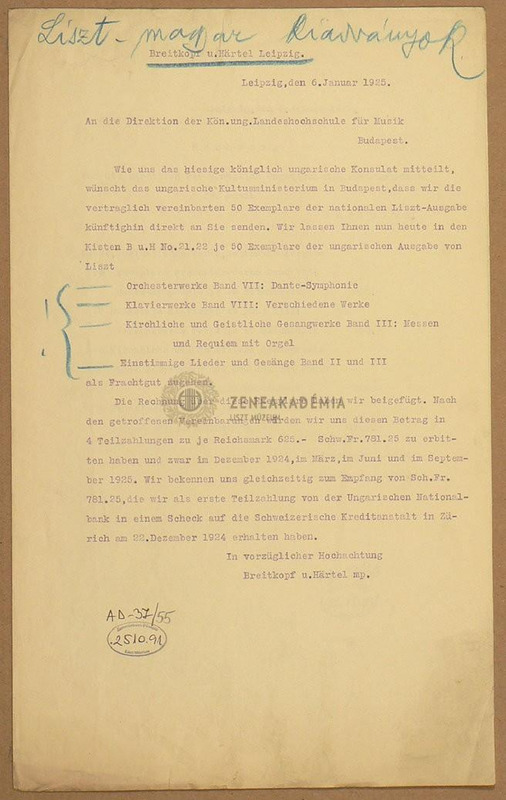 Liszt - magyar kiadványok
Breitkopf u.Härtel Leipzig.
Leipzig,den 6.Januar 1925.
An die Direktion der Kön.ung.Landeshochschule für Musik
Budapest.
Wie uns das hiesige königlich ungarische Konsulat mitteilt,
wünscht das ungarische Kultusministerium in Budapest,dass wir die
vertraglich vereinbarten 50 Exemplare der nationalen Liszt-Ausgabe
künftighin direkt an Sie senden. Wir lassen Ihnen nun heute in den
Kisten B u.H No.21.22 je 50 Exemplare der ungarischen Ausgabe von
Liszt
Orchesterwerke Band VII: Dante-Symphonie
Klavierwerke Band VIII: Verschiedene Werke
Kirchliche und Geistliche Gesangwerke Band III: Messen
und Requiem mit Orgel
Einstimmige Lieder und Gesänge Band II und III
als Frachtgut zugehen.
Die Rechnung über wir beigefügt. Nach
den getroffenen Vereinbarungen würden wir uns diesen Betrag in
4 Teilzahlungen zu je Reichsmark 625.- Schw.Fr.781.25 zu erbit-
ten haben und zwar im Dezember 1924,im März,im Juni und im Septem-
ber 1925. Wir bekennen uns gleichzeitig zum Empfang von Sch.Fr.
781.25,die wir als erste Teilzahlung von der Ungarischen National-
bank in einem Scheck auf die Schweizerische Kreditanstalt in Zü-
rich am 22.Dezember 1924 erhalten haben.
In vorzüglicher Hochachtung
Breitkopf u.Härtel mp.
ZENEAKADÉMIA
LISZT MÚZEUM
AD-37/55
2510.91